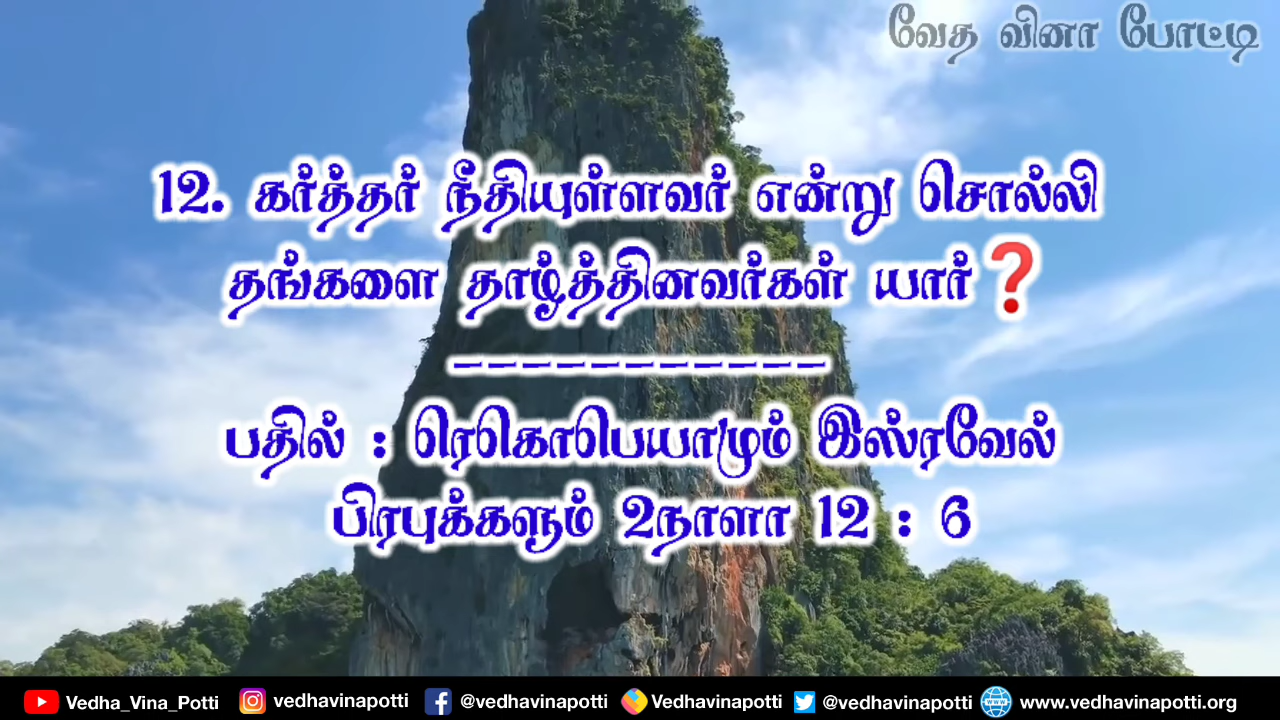 வேத வினா போட்டி
12. கர்த்தர் நீதியுள்ளவர் என்று சொல்லி
தங்களை தாழ்த்தினவர்கள் யார்❓
-----------
பதில் : ரெகொபெயாமும் இஸ்ரவேல்
பிரபுக்களும் 2நாளா 12 : 6
Vedha_Vina_Potti vedhavinapotti @vedhavinapotti Vedhavinapotti @vedhavinapotti www.vedhavinapotti.org